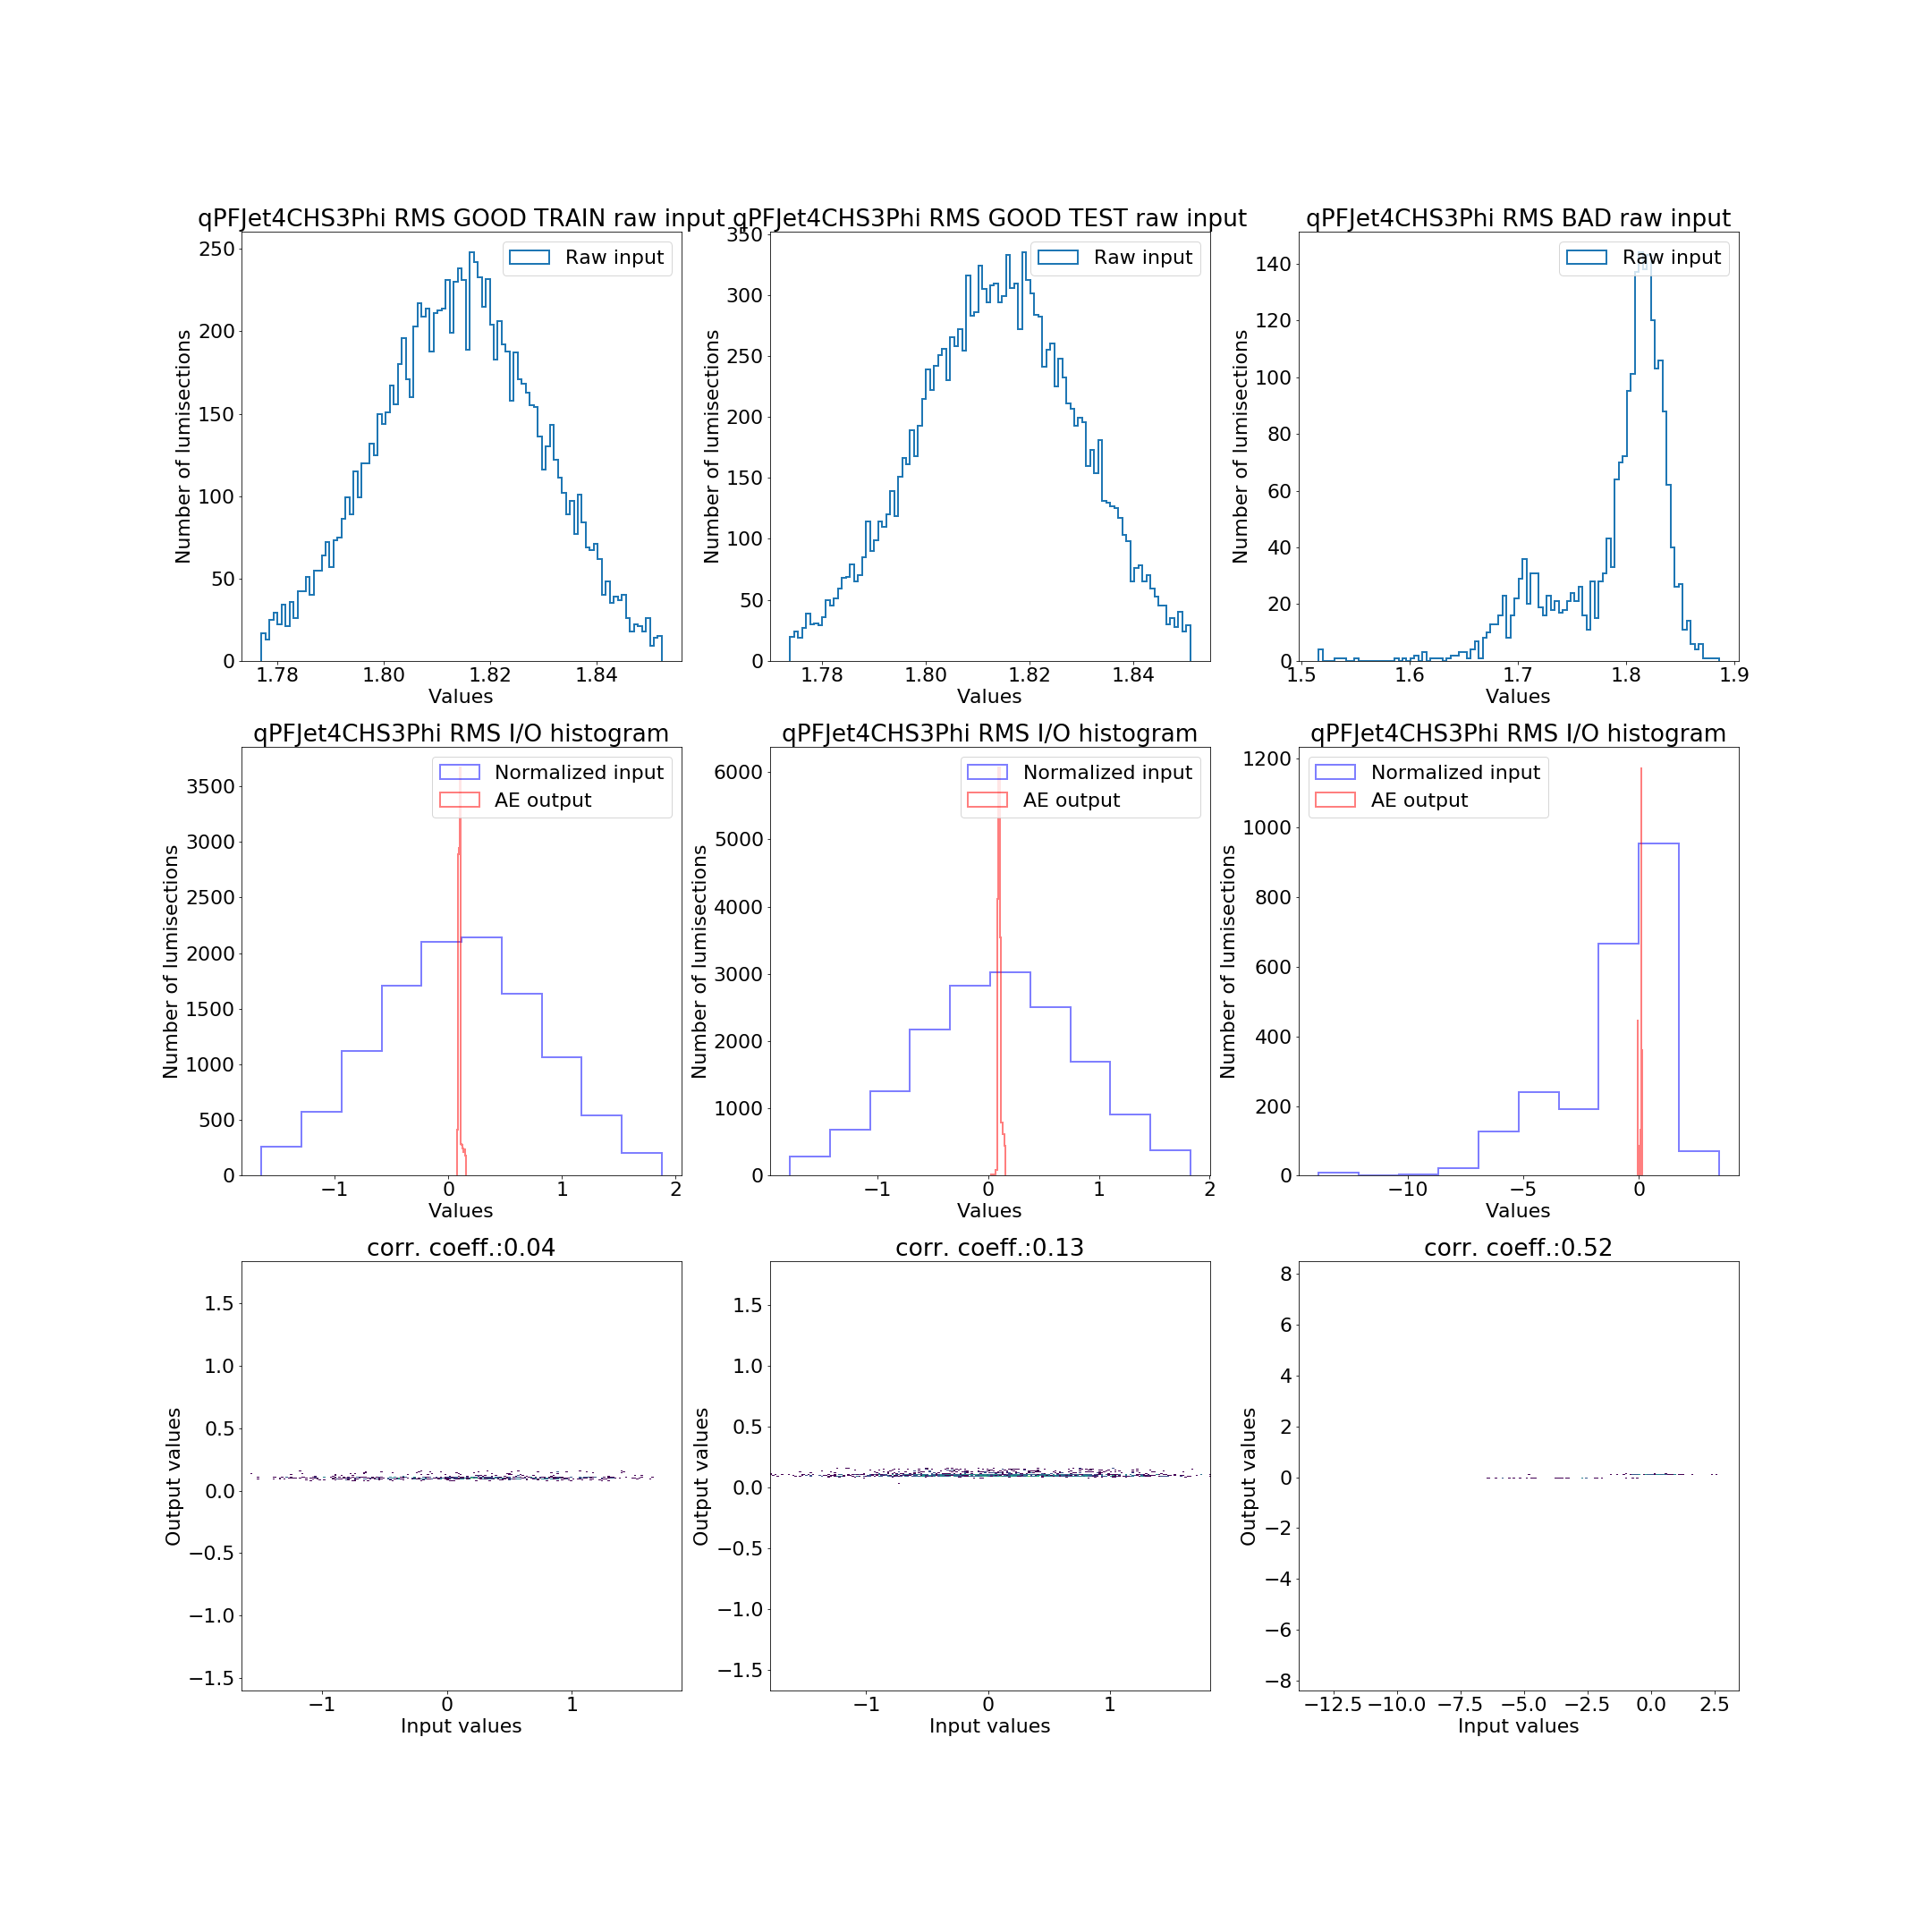 qPFJet4CHS3Phi RMS GOOD TRAIN raw input
250
200
150
100
50
0
Number of lumisections
Raw input
1.78 1.80 1.82 1.84
Values
qPFJet4CHS3Phi RMS GOOD TEST raw input
350
300
250
200
150
100
50
0
Number of lumisections
Raw input
1.78 1.80 1.82 1.84
Values
qPFJet4CHS3Phi RMS BAD raw input
140
120
100
80
60
40
20
0
Number of lumisections
Raw input
1.5 1.6 1.7 1.8 1.9
Values
qPFJet4CHS3Phi RMS I/O histogram
3500
3000
2500
2000
1500
1000
500
0
Number of lumisections
Normalized input
AE output
−1 0 1 2
Values
qPFJet4CHS3Phi RMS I/O histogram
6000
5000
4000
3000
2000
1000
0
Number of lumisections
Normalized input
AE output
−1 0 1 2
Values
qPFJet4CHS3Phi RMS I/O histogram
1200
1000
800
600
400
200
0
Number of lumisections
Normalized input
AE output
−10 −5 0
Values
corr. coeff.:0.04
1.5
1.0
0.5
0.0
−0.5
−1.0
−1.5
Output values
−1 0 1
Input values
corr. coeff.:0.13
1.5
1.0
0.5
0.0
−0.5
−1.0
−1.5
Output values
−1 0 1
Input values
corr. coeff.:0.52
8
6
4
2
0
−2
−4
−6
−8
Output values
−12.5 −10.0 −7.5 −5.0 −2.5 0.0 2.5
Input values